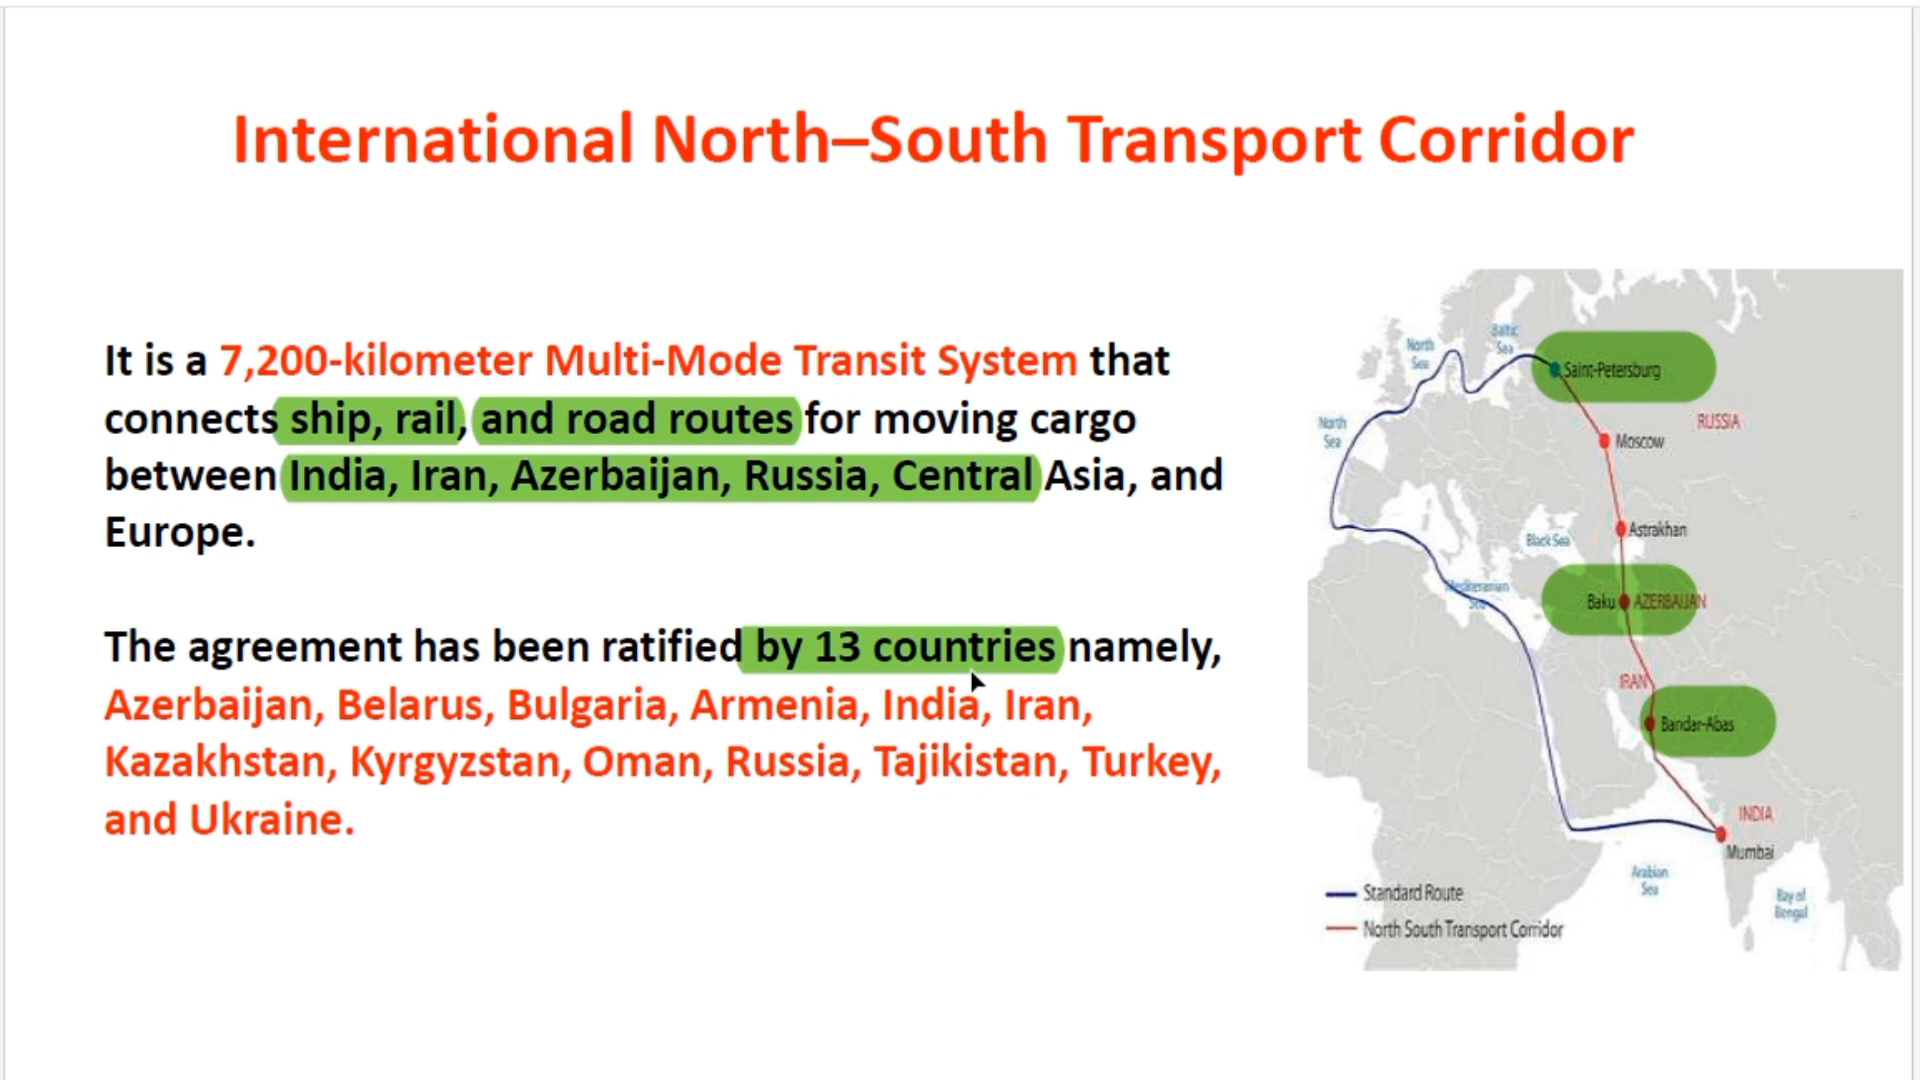 International North–South Transport Corridor
It is a 7,200-kilometer Multi-Mode Transit System that
connects ship, rail, and road routes for moving cargo
between India, Iran, Azerbaijan, Russia, Central Asia, and
Europe.
The agreement has been ratified by 13 countries namely,
Azerbaijan, Belarus, Bulgaria, Armenia, India, Iran,
Kazakhstan, Kyrgyzstan, Oman, Russia, Tajikistan, Turkey,
and Ukraine.
Baltic
Sea
North
Sea
Saint-Petersburg
RUSSIA
North
Sea
Moscow
Astrakhan
Black Sea
Mediteranian
Sea
Baku
AZERBAIJAN
IRAN
Bandar-Abas
INDIA
Mumbai
Arabian
Sea
Bay of
Bengal
Standard Route
North South Transport Corridor